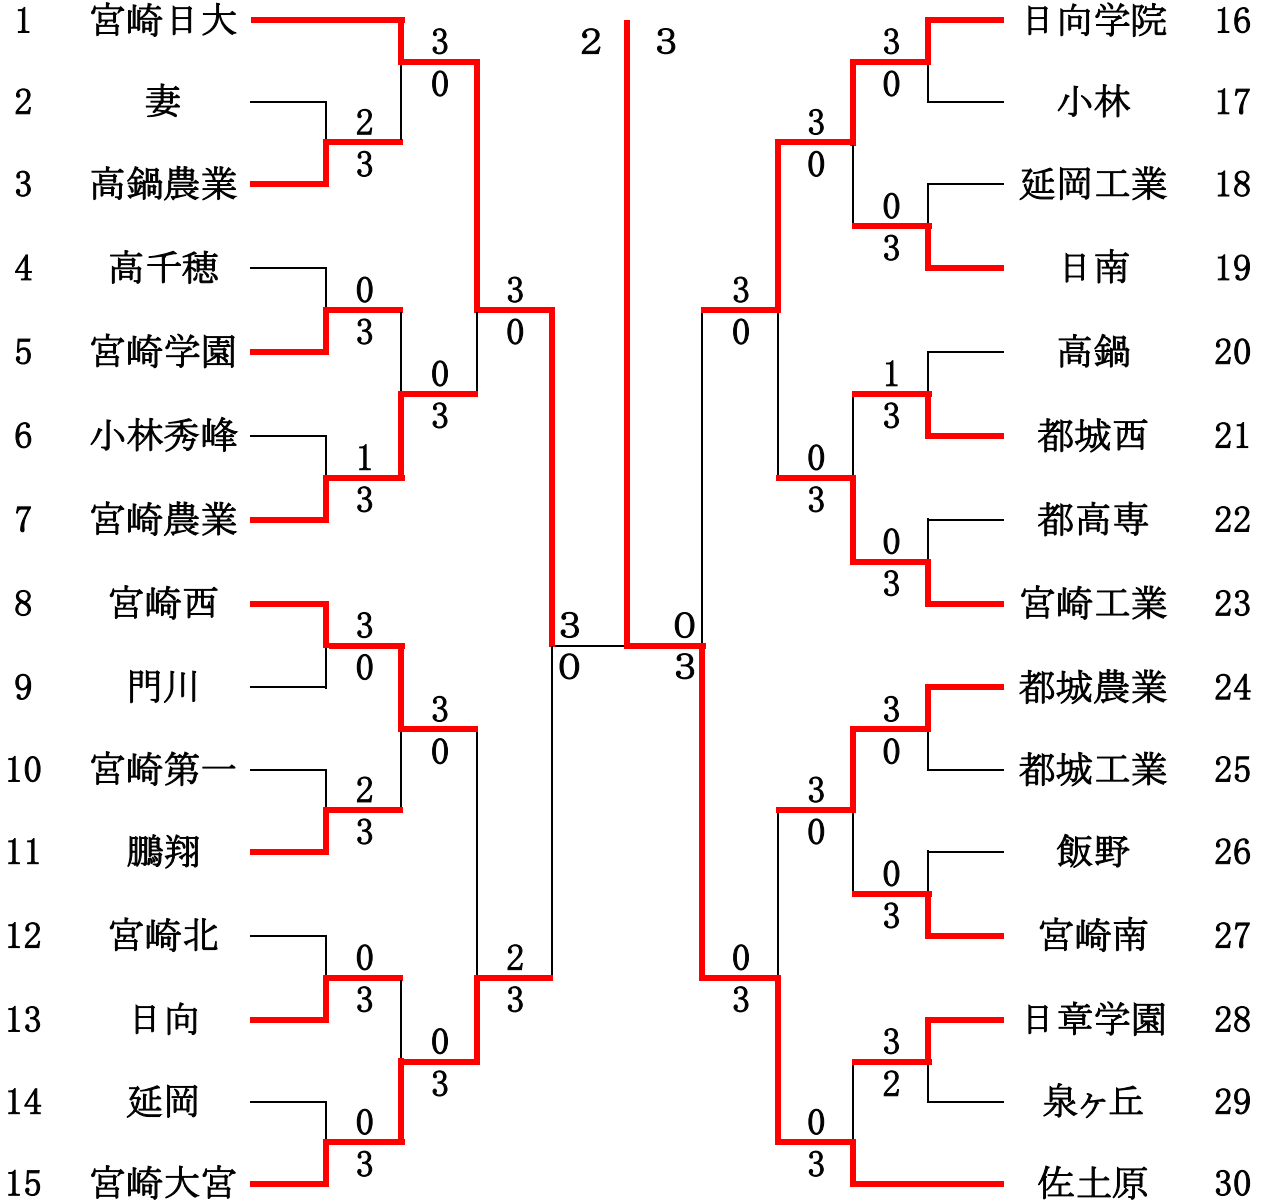 1 宮崎日大
2 妻
3 高鍋農業
4 高千穂
5 宮崎学園
6 小林秀峰
7 宮崎農業
8 宮崎西
9 門川
10 宮崎第一
11 鵬翔
12 宮崎北
13 日向
14 延岡
15 宮崎大宮
3
0
2
3
0
3
0
3
1
3
3
0
3
0
3
0
2
3
0
3
0
3
0
3
2
3
3
0
2 3
0
3
3
0
3
0
0
3
3
0
1
3
0
3
0
3
3
0
3
0
0
3
0
3
3
2
0
3
日向学院 16
小林 17
延岡工業 18
日南 19
高鍋 20
都城西 21
都高専 22
宮崎工業 23
都城農業 24
都城工業 25
飯野 26
宮崎南 27
日章学園 28
泉ヶ丘 29
佐土原 30